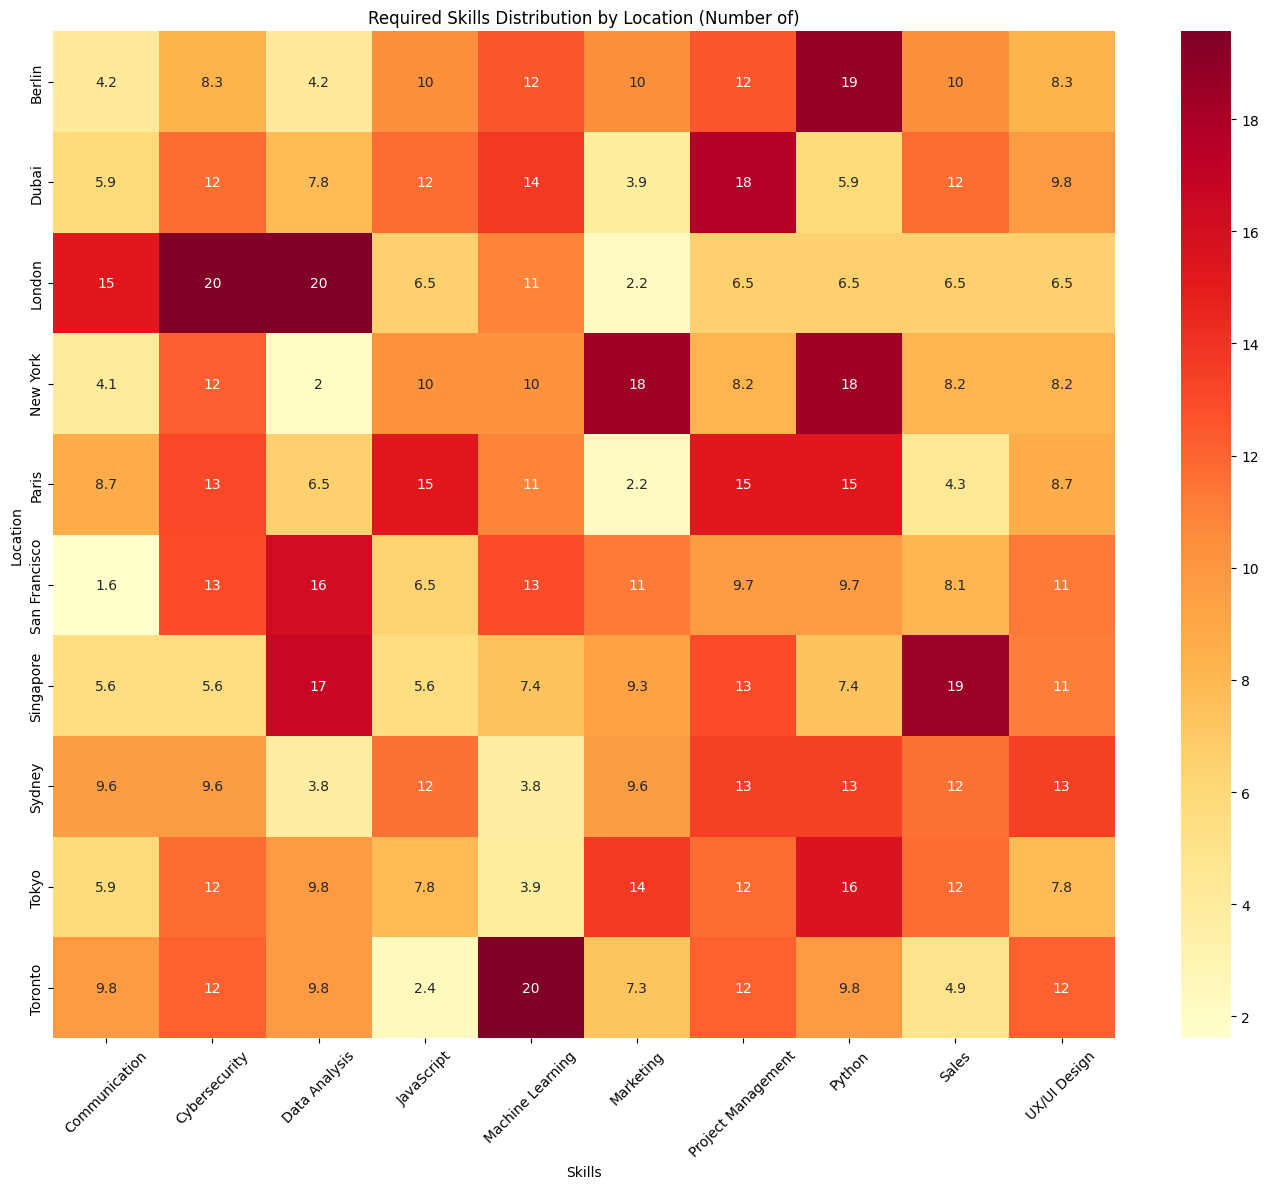 Required Skills Distribution by Location (Number of)
Berlin 4.2 8.3 4.2 10 12 10 12 19 10 8.3
Dubai 5.9 12 7.8 12 14 3.9 18 5.9 12 9.8
London 15 20 20 6.5 11 2.2 6.5 6.5 6.5 6.5
New York 4.1 12 2 10 10 18 8.2 18 8.2 8.2
Paris 8.7 13 6.5 15 11 2.2 15 15 4.3 8.7
San Francisco 1.6 13 16 6.5 13 11 9.7 9.7 8.1 11
Singapore 5.6 5.6 17 5.6 7.4 9.3 13 7.4 19 11
Sydney 9.6 9.6 3.8 12 3.8 9.6 13 13 12 13
Tokyo 5.9 12 9.8 7.8 3.9 14 12 16 12 7.8
Toronto 9.8 12 9.8 2.4 20 7.3 12 9.8 4.9 12
Location
Communication
Cybersecurity
Data Analysis
JavaScript
Machine Learning
Marketing
Project Management
Python
Sales
UX/UI Design
Skills
18
16
14
12
10
8
6
4
2